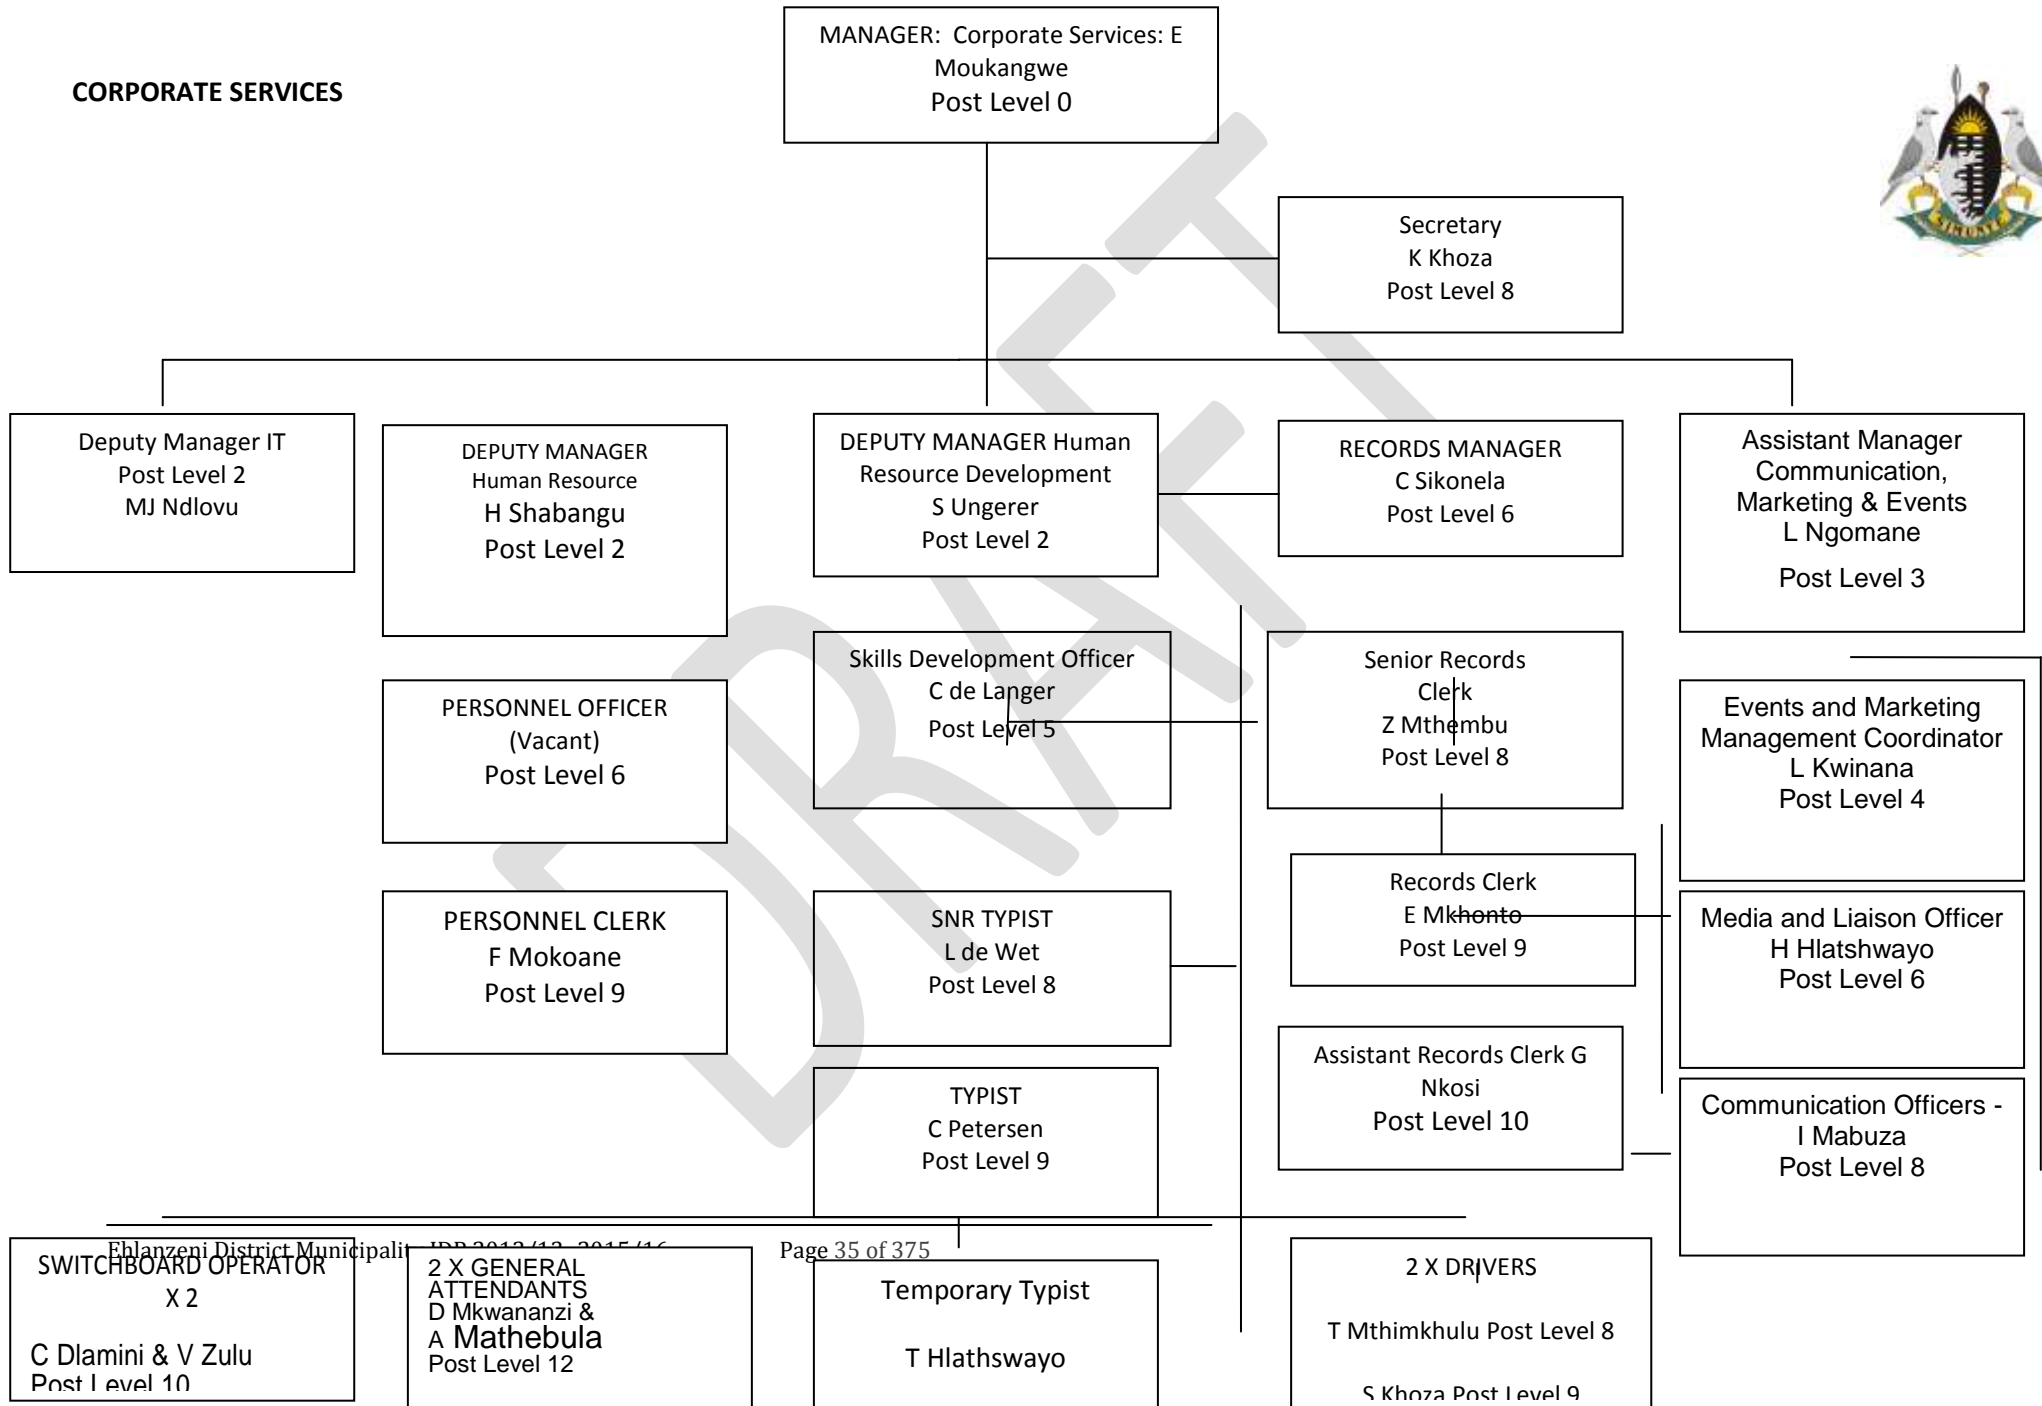 CORPORATE SERVICES
MANAGER: Corporate Services: E
Moukangwe
Post Level 0
Secretary
K Khoza
Post Level 8
Deputy Manager IT
Post Level 2
MJ Ndlovu
DEPUTY MANAGER
Human Resource
H Shabangu
Post Level 2
DEPUTY MANAGER Human
Resource Development
S Ungerer
Post Level 2
RECORDS MANAGER
C Sikonela
Post Level 6
Assistant Manager
Communication,
Marketing & Events
L Ngomane
Post Level 3
PERSONNEL OFFICER
(Vacant)
Post Level 6
Skills Development Officer
C de Langer
Post Level 5
Senior Records
Clerk
Z Mthembu
Post Level 8
Events and Marketing
Management Coordinator
L Kwinana
Post Level 4
PERSONNEL CLERK
F Mokoane
Post Level 9
SNR TYPIST
L de Wet
Post Level 8
Records Clerk
E Mkhonto
Post Level 9
Media and Liaison Officer
H Hlatshwayo
Post Level 6
TYPIST
C Petersen
Post Level 9
Assistant Records Clerk G
Nkosi
Post Level 10
Communication Officers -
I Mabuza
Post Level 8
Ehlanzeni District Municipality IDP 2012/13 -2015/16
Page 35 of 375
SWITCHBOARD OPERATOR
X 2
C Dlamini & V Zulu
Post Level 10
2 X GENERAL
ATTENDANTS
D Mkwananzi &
A Mathebula
Post Level 12
Temporary Typist
T Hlathswayo
2 X DRIVERS
T Mthimkhulu Post Level 8
S Khoza Post Level 9
DRAFT
SIMUNYE